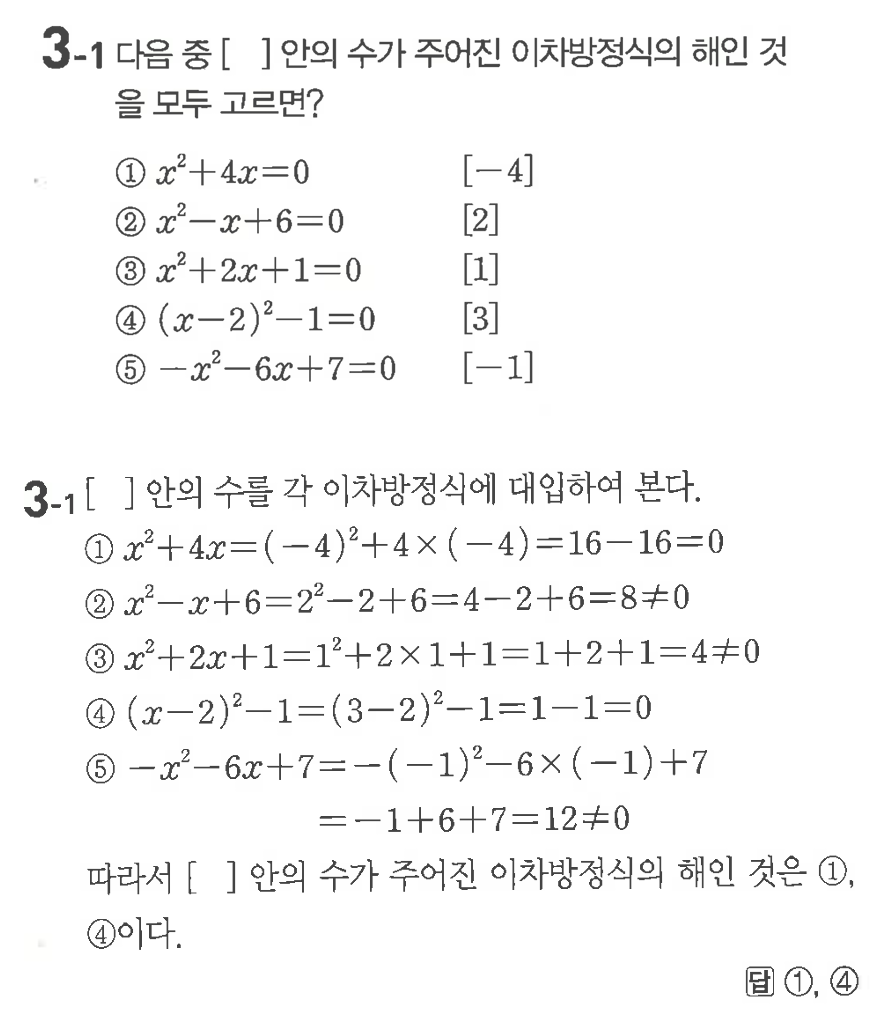 3-1 다음 중 [ ] 안의 수가 주어진 이차방정식의 해인 것
을 모두 고르면?
① x²+4x=0 [-4]
② x²-x+6=0 [2]
③ x²+2x+1=0 [1]
④ (x-2)²-1=0 [3]
⑤ -x²-6x+7=0 [-1]
3-1 [ ] 안의 수를 각 이차방정식에 대입하여 본다.
① x²+4x=(-4)²+4×(-4)=16-16=0
② x²-x+6=2²-2+6=4-2+6=8≠0
③ x²+2x+1=1²+2×1+1=1+2+1=4≠0
④ (x-2)²-1=(3-2)²-1=1-1=0
⑤ -x²-6x+7=-(-1)²-6×(-1)+7
=-1+6+7=12≠0
따라서 [ ] 안의 수가 주어진 이차방정식의 해인 것은 ①,
④이다.
답 ①, ④